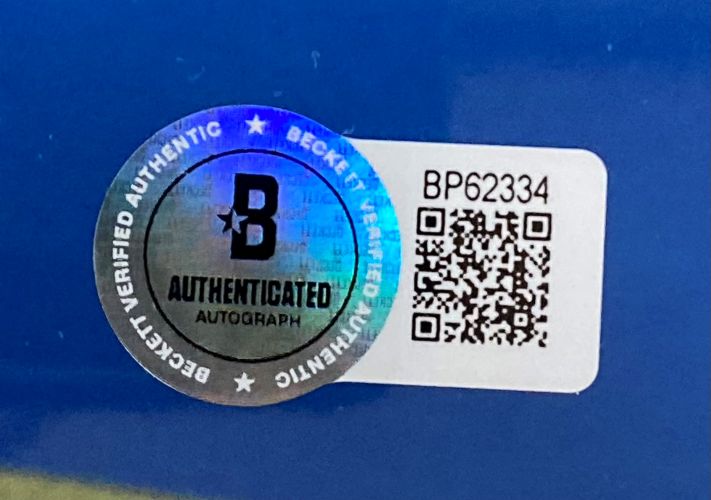 BECKETT VERIFIED AUTHENTIC ★ BECKETT VERIFIED AUTHENTIC ★
B
AUTHENTICATED
AUTOGRAPH
BP62334